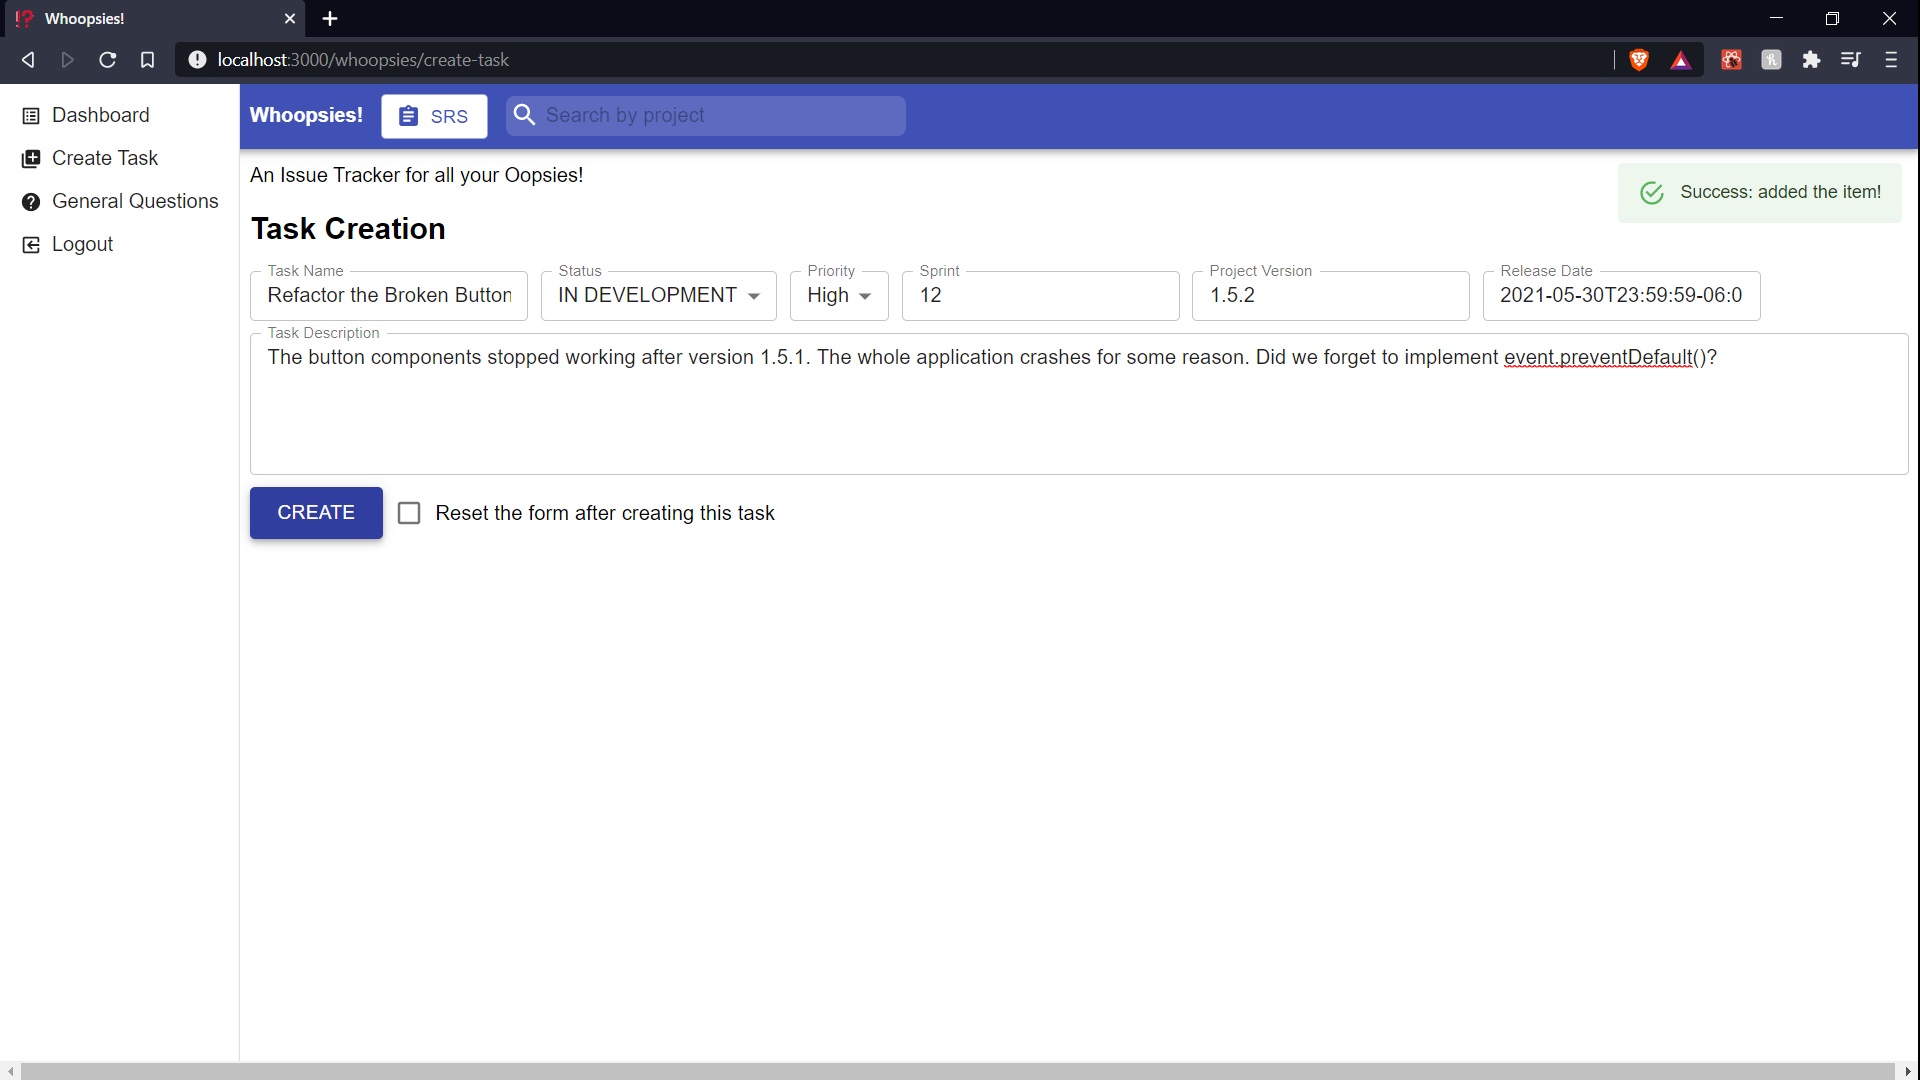 Whoopsies!
localhost:3000/whoopsies/create-task
Dashboard
Create Task
General Questions
Logout
Whoopsies!
SRS
Search by project
An Issue Tracker for all your Oopsies!
Success: added the item!
Task Creation
Task Name
Refactor the Broken Button
Status
IN DEVELOPMENT
Priority
High
Sprint
12
Project Version
1.5.2
Release Date
2021-05-30T23:59:59-06:0
Task Description
The button components stopped working after version 1.5.1. The whole application crashes for some reason. Did we forget to implement event.preventDefault()?
CREATE
Reset the form after creating this task